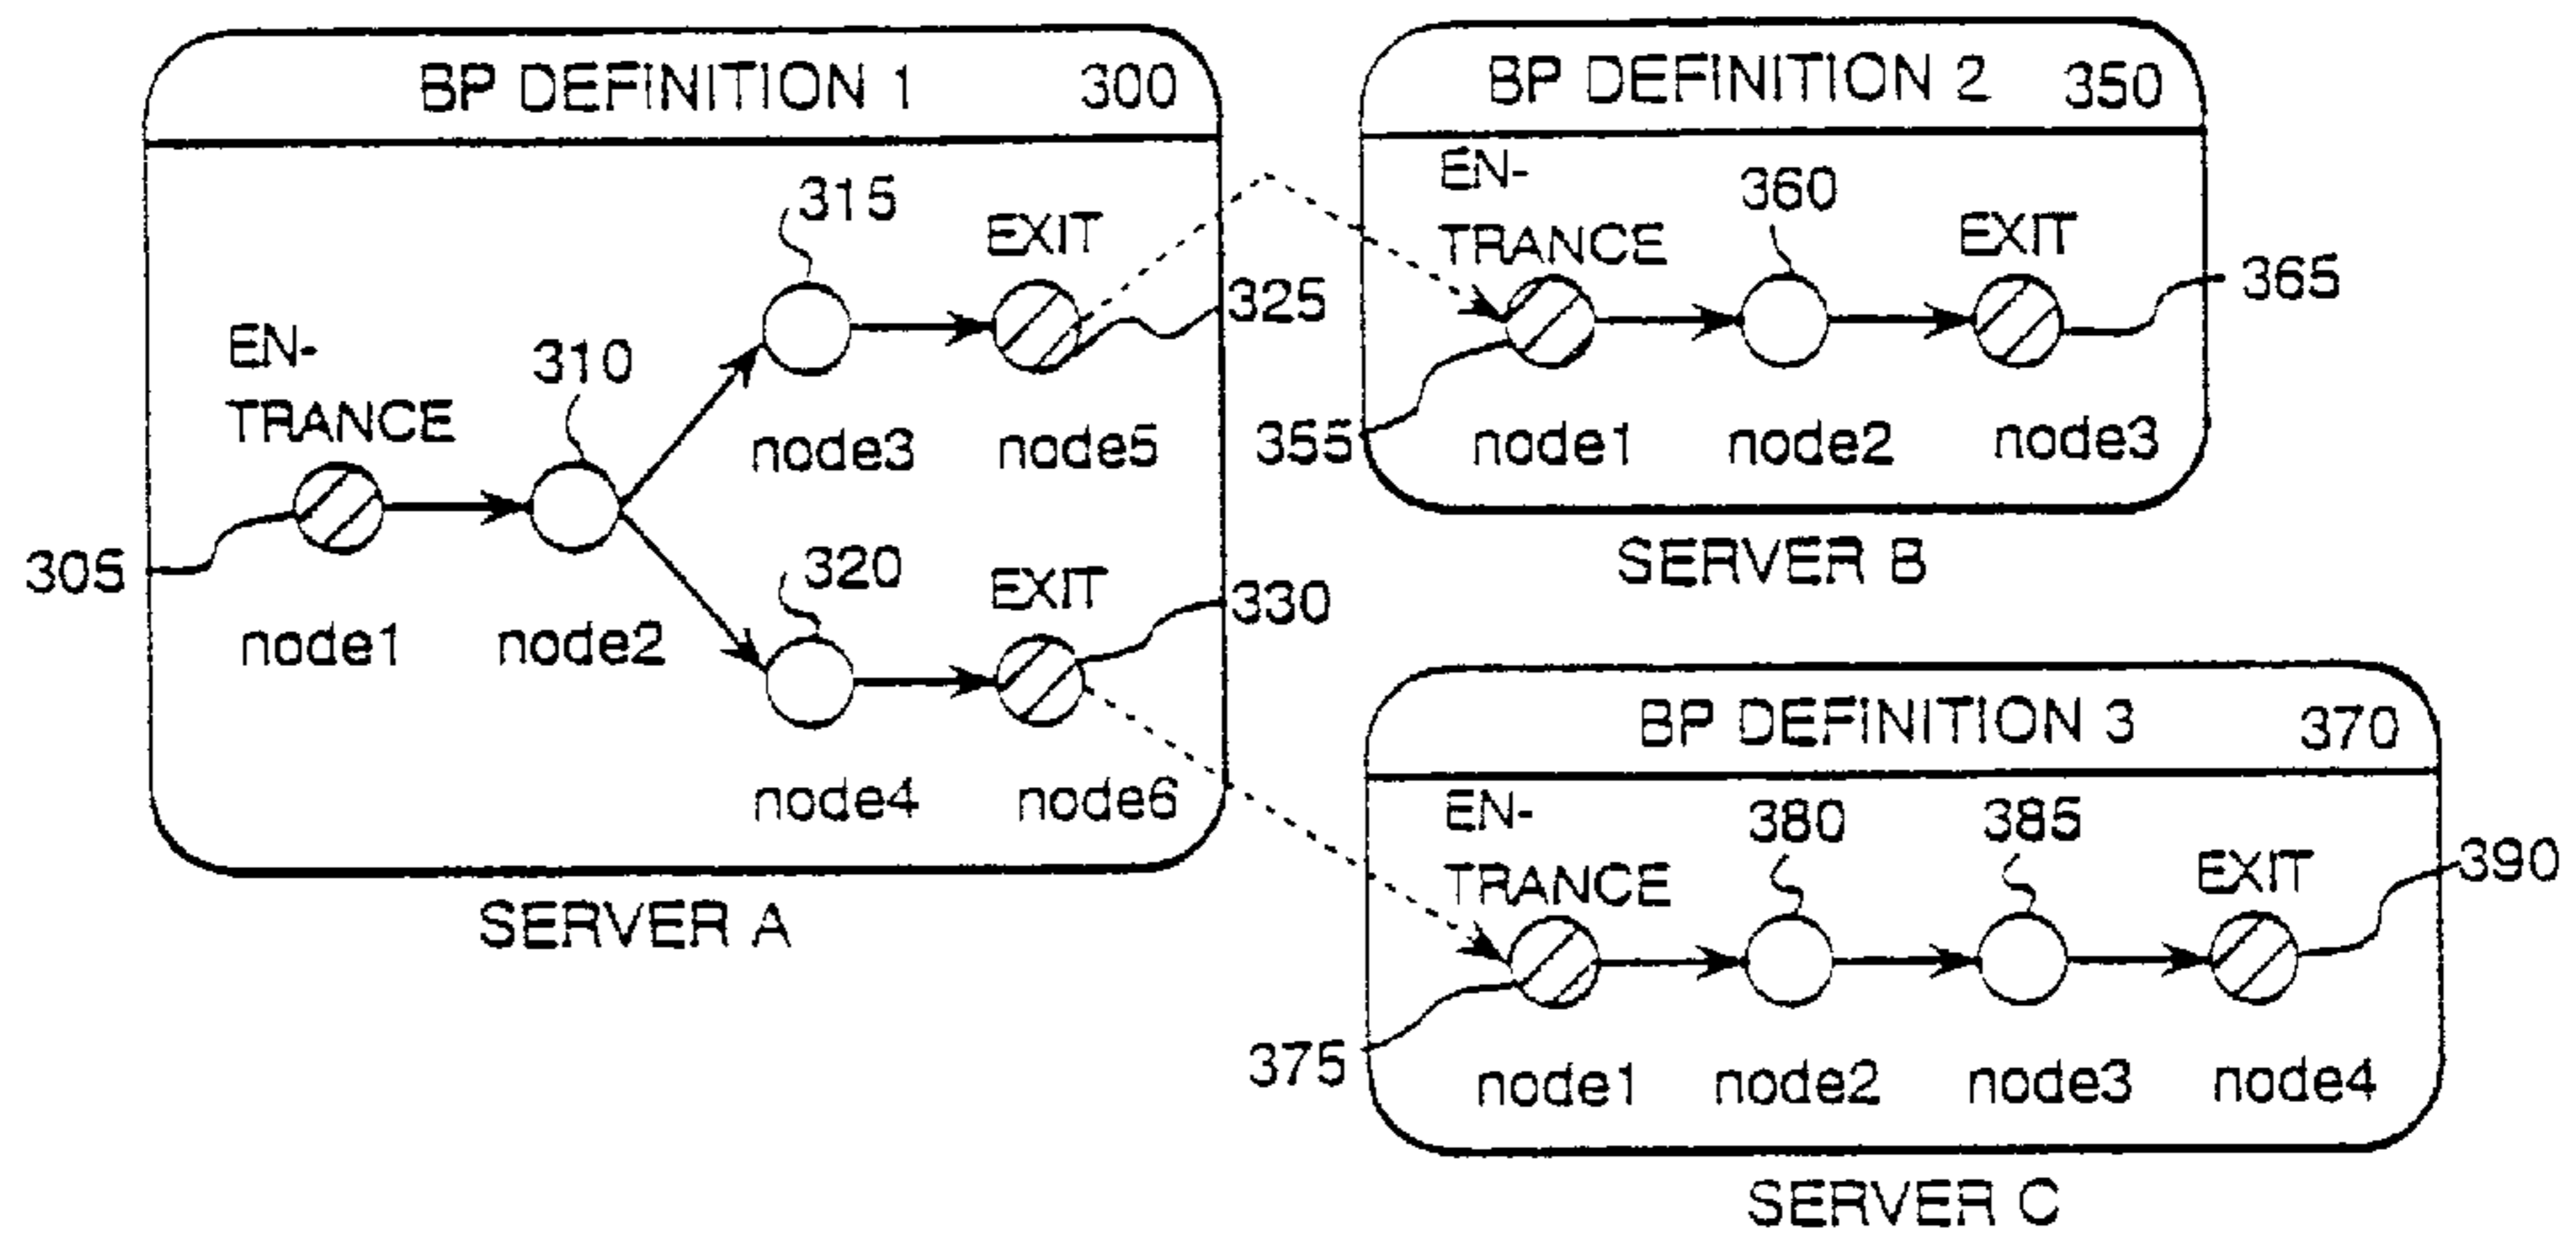 BP DEFINITION 1 300
315
EXIT
325
EN-
TRANCE
310
node3 node5
305
320
EXIT
330
node1 node2
node4 node6
SERVER A
BP DEFINITION 2 350
EN-
TRANCE
360
EXIT
365
355
node1 node2 node3
SERVER B
BP DEFINITION 3 370
EN-
TRANCE
380 385
EXIT
390
375
node1 node2 node3 node4
SERVER C